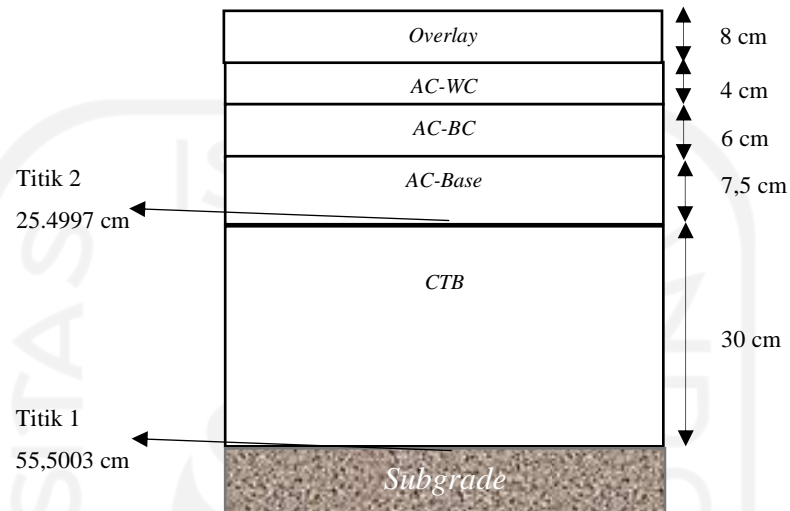 Overlay
8 cm
AC-WC
4 cm
AC-BC
6 cm
Titik 2
AC-Base
7,5 cm
25.4997 cm
CTB
30 cm
Titik 1
55,5003 cm
Subgrade